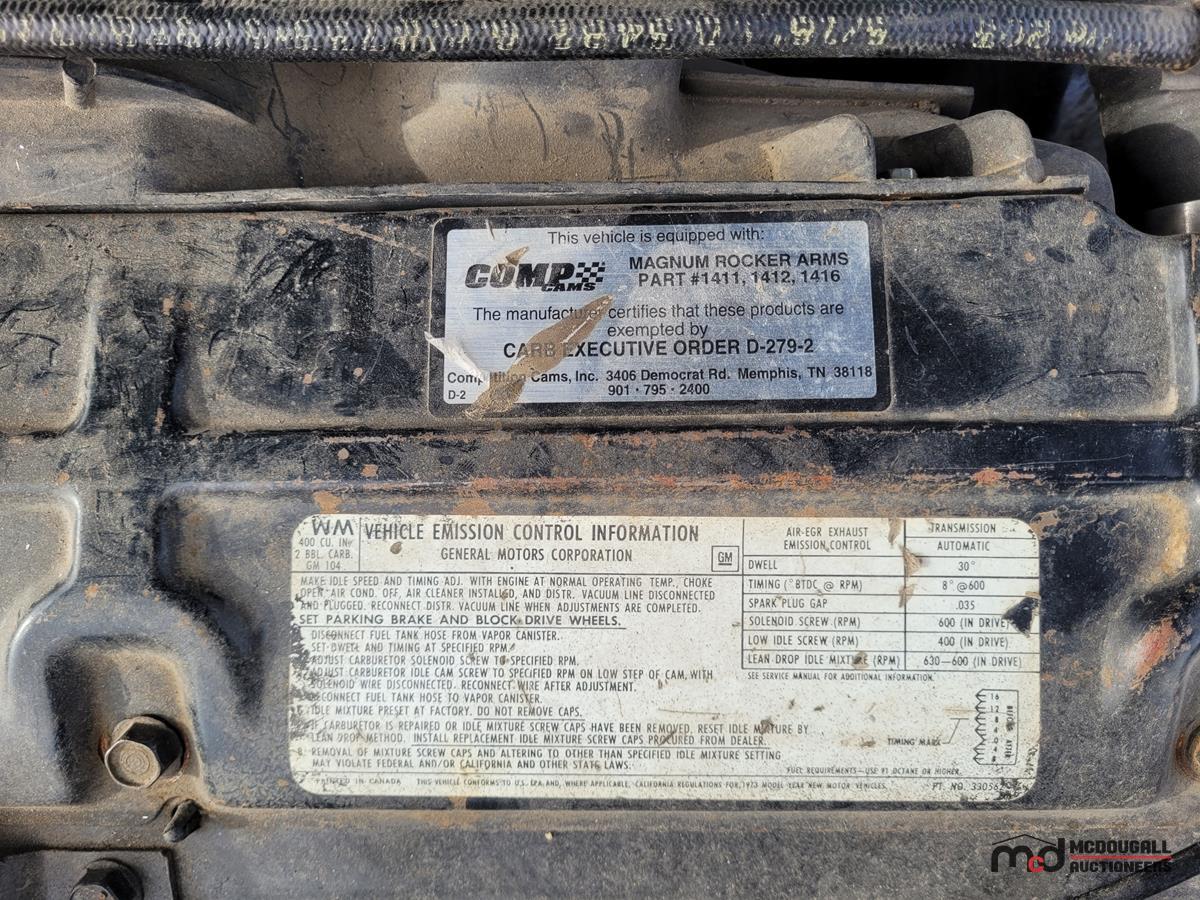 This vehicle is equipped with:
COMP CAMS
MAGNUM ROCKER ARMS
PART #1411, 1412, 1416
The manufacturer certifies that these products are
exempted by
CARB EXECUTIVE ORDER D-279-2
Competition Cams, Inc. 3406 Democrat Rd. Memphis, TN 38118
D-2
901 · 795 · 2400
WM
400 CU. IN.
2 BBL. CARB.
GM 104
VEHICLE EMISSION CONTROL INFORMATION
GENERAL MOTORS CORPORATION
GM
MAKE IDLE SPEED AND TIMING ADJ. WITH ENGINE AT NORMAL OPERATING TEMP., CHOKE
OPEN, AIR COND. OFF, AIR CLEANER INSTALLED, AND DISTR. VACUUM LINE DISCONNECTED
AND PLUGGED. RECONNECT DISTR. VACUUM LINE WHEN ADJUSTMENTS ARE COMPLETED.
SET PARKING BRAKE AND BLOCK DRIVE WHEELS.
DISCONNECT FUEL TANK HOSE FROM VAPOR CANISTER.
SET DWELL AND TIMING AT SPECIFIED RPM.
ADJUST CARBURETOR SOLENOID SCREW TO SPECIFIED RPM.
ADJUST CARBURETOR IDLE CAM SCREW TO SPECIFIED RPM ON LOW STEP OF CAM, WITH
SOLENOID WIRE DISCONNECTED. RECONNECT WIRE AFTER ADJUSTMENT.
RECONNECT FUEL TANK HOSE TO VAPOR CANISTER.
IDLE MIXTURE PRESET AT FACTORY. DO NOT REMOVE CAPS.
IF CARBURETOR IS REPAIRED OR IDLE MIXTURE SCREW CAPS HAVE BEEN REMOVED, RESET IDLE MIXTURE BY
LEAN DROP METHOD. INSTALL REPLACEMENT IDLE MIXTURE SCREW CAPS PROCURED FROM DEALER.
8. REMOVAL OF MIXTURE SCREW CAPS AND ALTERING TO OTHER THAN SPECIFIED IDLE MIXTURE SETTING
MAY VIOLATE FEDERAL AND/OR CALIFORNIA AND OTHER STATE LAWS.
AIR-EGR EXHAUST
EMISSION CONTROL
TRANSMISSION
AUTOMATIC
DWELL 30°
TIMING (°BTDC @ RPM) 8° @600
SPARK PLUG GAP .035
SOLENOID SCREW (RPM) 600 (IN DRIVE)
LOW IDLE SCREW (RPM) 400 (IN DRIVE)
LEAN DROP IDLE MIXTURE (RPM) 630–600 (IN DRIVE)
SEE SERVICE MANUAL FOR ADDITIONAL INFORMATION.
TIMING MARK
16
12
8
4
0
BEFORE
AFTER
FUEL REQUIREMENTS—USE 91 OCTANE OR HIGHER.
PRINTED IN CANADA
THIS VEHICLE CONFORMS TO U.S. EPA AND, WHERE APPLICABLE, CALIFORNIA REGULATIONS FOR 1973 MODEL YEAR NEW MOTOR VEHICLES.
PT. NO.
mcd MCDOUGALL
AUCTIONEERS